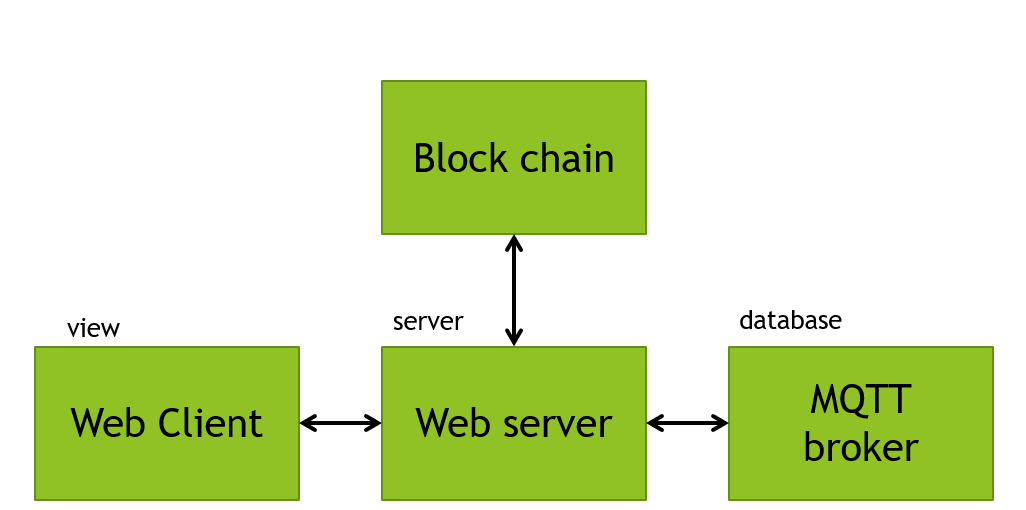 Block chain
view
server
database
Web Client
Web server
MQTT
broker